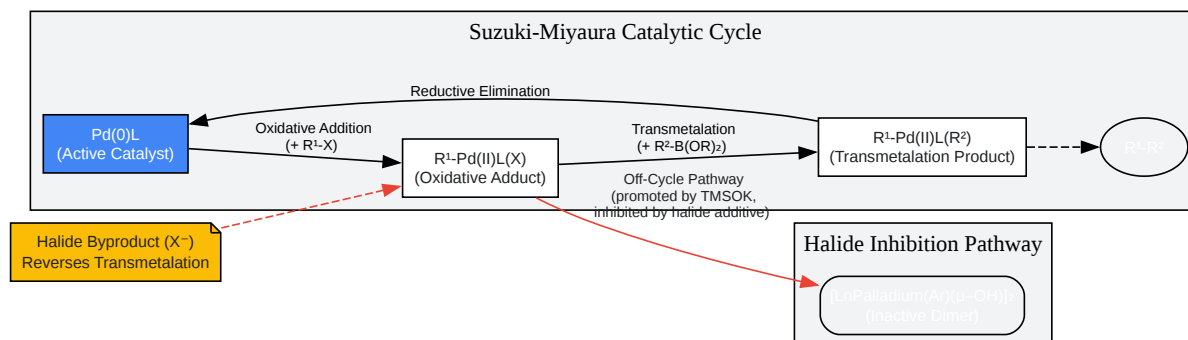 Suzuki-Miyaura Catalytic Cycle
Reductive Elimination
Pd(0)L
(Active Catalyst)
Oxidative Addition
(+ R¹-X)
R¹-Pd(II)L(X)
(Oxidative Adduct)
Transmetalation
(+ R²-B(OR)₂)
R¹-Pd(II)L(R²)
(Transmetalation Product)
R¹-R²
Off-Cycle Pathway
(promoted by TMSOK,
inhibited by halide additive)
Halide Byproduct (X⁻)
Reverses Transmetalation
Halide Inhibition Pathway
[LnPalladium(Ar)(μ–OH)]₂
(Inactive Dimer)